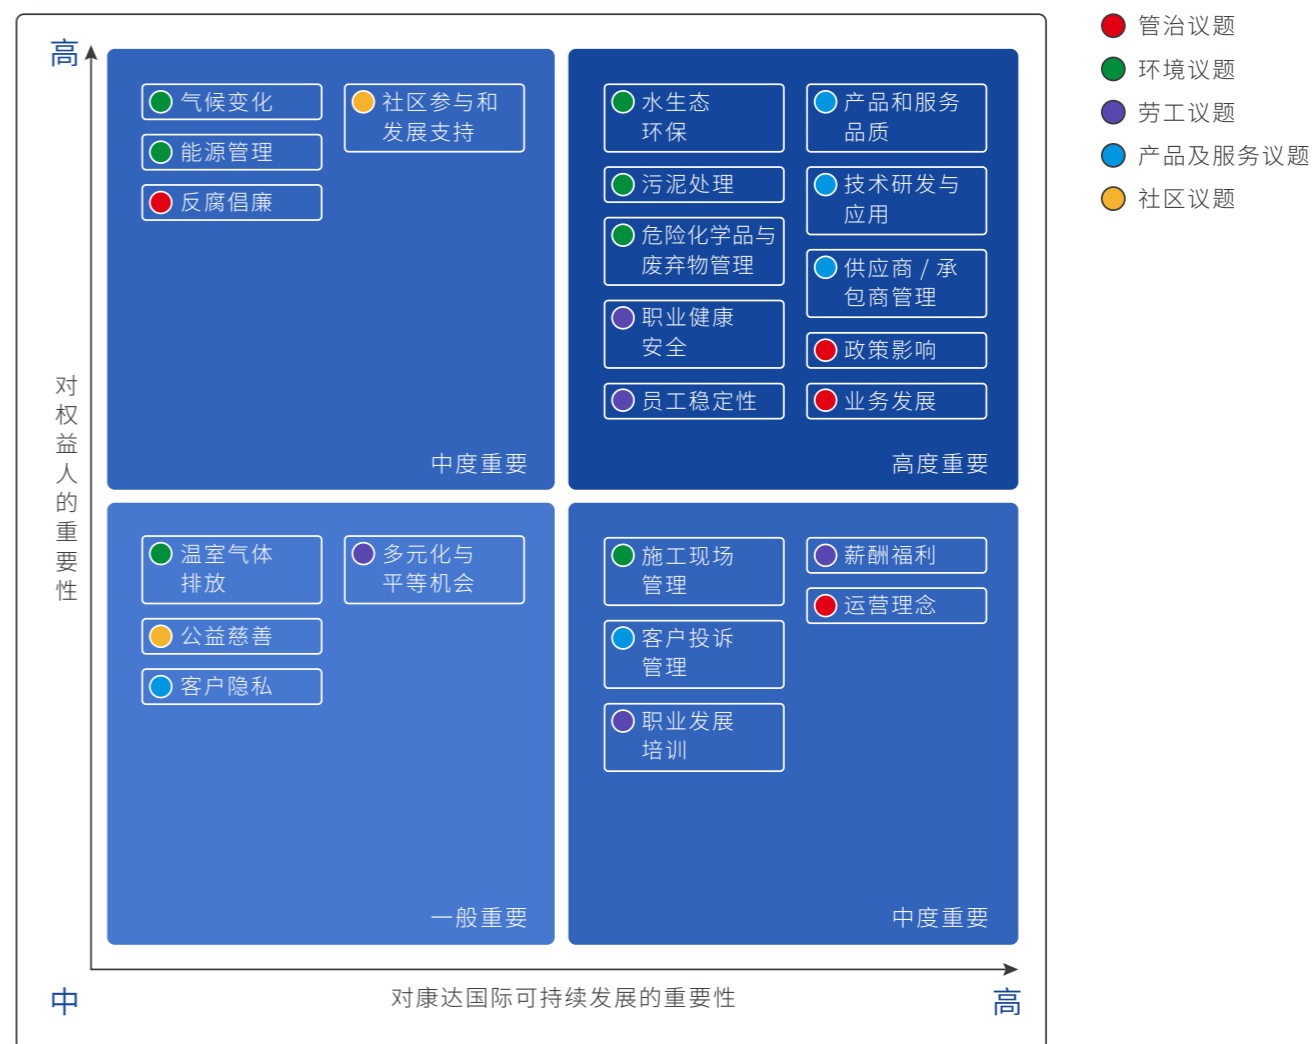 高
气候变化
能源管理
反腐倡廉
社区参与和
发展支持
中度重要
水生态
环保
污泥处理
危险化学品与
废弃物管理
职业健康
安全
员工稳定性
产品和服务
品质
技术研发与
应用
供应商 / 承
包商管理
政策影响
业务发展
高度重要
对权益人的重要性
温室气体
排放
公益慈善
客户隐私
多元化与
平等机会
一般重要
施工现场
管理
客户投诉
管理
职业发展
培训
薪酬福利
运营理念
中度重要
中
对康达国际可持续发展的重要性
高
管治议题
环境议题
劳工议题
产品及服务议题
社区议题